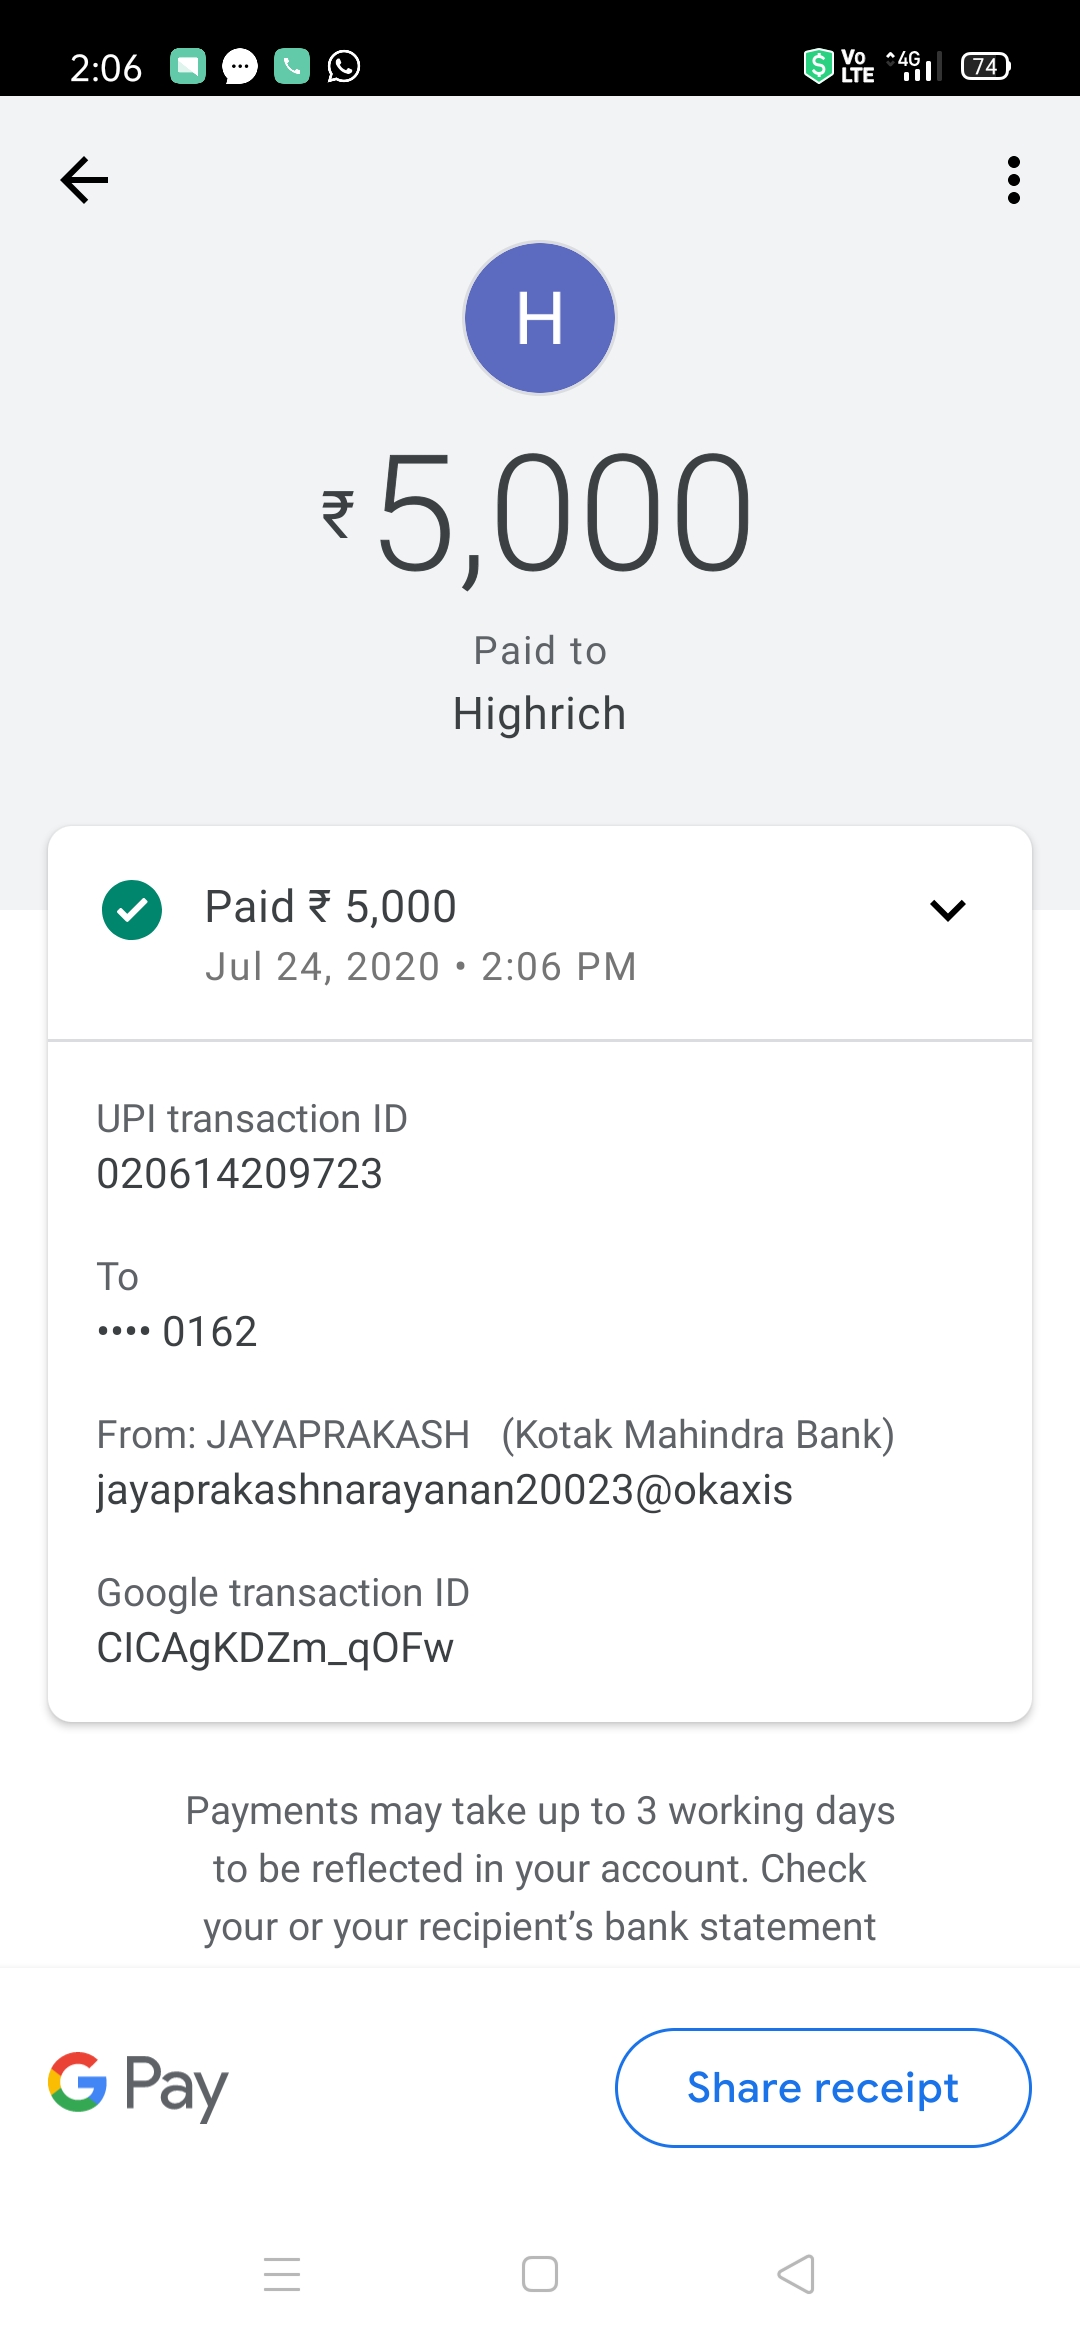 2:06
Vo
LTE
4G
74
H
₹5,000
Paid to
Highrich
Paid ₹ 5,000
Jul 24, 2020 • 2:06 PM
UPI transaction ID
020614209723
To
•••• 0162
From: JAYAPRAKASH (Kotak Mahindra Bank)
jayaprakashnarayanan20023@okaxis
Google transaction ID
CICAgKDZm_qOFw
Payments may take up to 3 working days
to be reflected in your account. Check
your or your recipient’s bank statement
G Pay
Share receipt